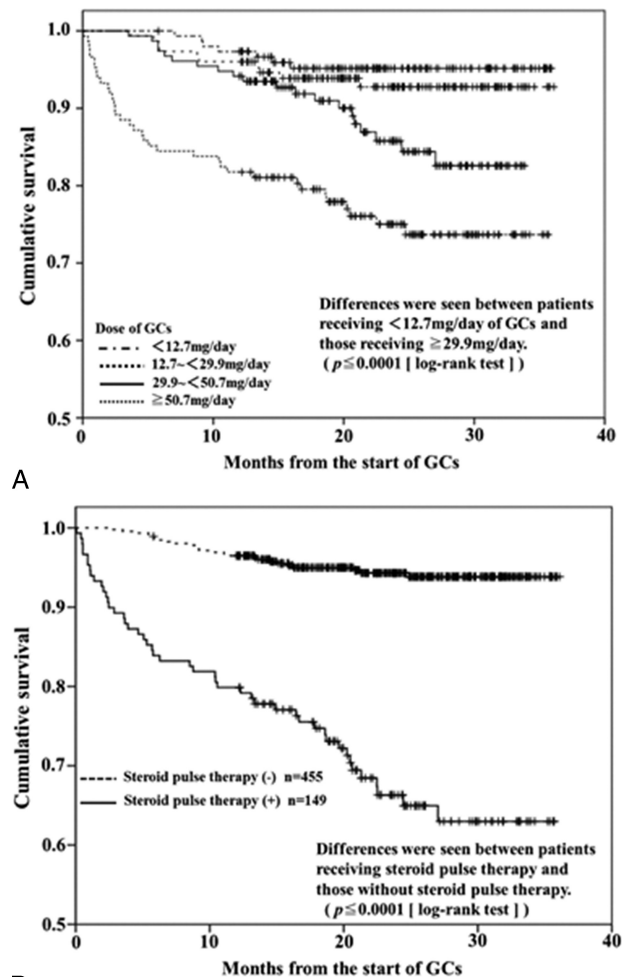 1.0
0.9
0.8
0.7
0.6
0.5
Cumulative survival
Differences were seen between patients
receiving <12.7mg/day of GCs and
those receiving ≧29.9mg/day.
( p≦0.0001 [ log-rank test ] )
Dose of GCs
<12.7mg/day
12.7~<29.9mg/day
29.9~<50.7mg/day
≧50.7mg/day
0 10 20 30 40
Months from the start of GCs
A
1.0
0.9
0.8
0.7
0.6
0.5
Cumulative survival
Steroid pulse therapy (-) n=455
Steroid pulse therapy (+) n=149
Differences were seen between patients
receiving steroid pulse therapy and
those without steroid pulse therapy.
( p≦0.0001 [ log-rank test ] )
0 10 20 30 40
Months from the start of GCs